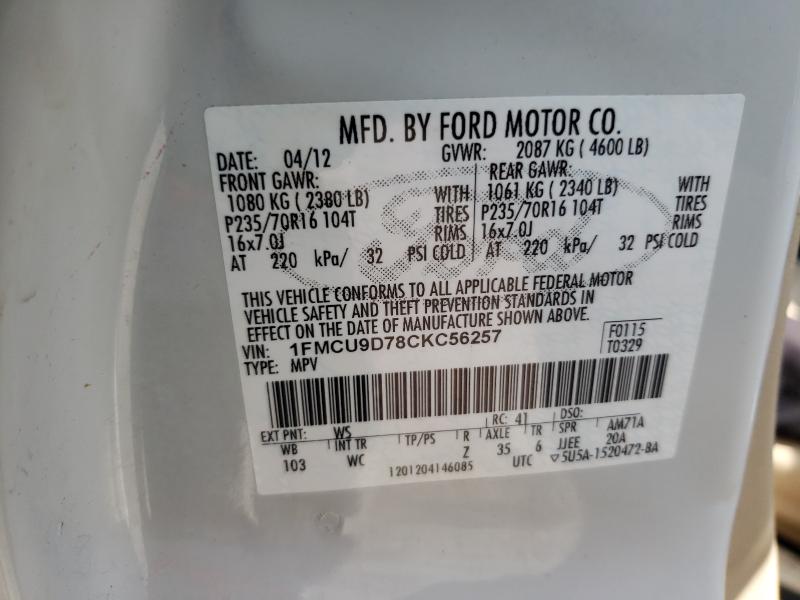 MFD. BY FORD MOTOR CO.
DATE: 04/12 GVWR: 2087 KG ( 4600 LB)
FRONT GAWR: REAR GAWR:
1080 KG ( 2380 LB) WITH 1061 KG ( 2340 LB) WITH
P235/70R16 104T TIRES P235/70R16 104T TIRES
16x7.0J RIMS 16x7.0J RIMS
AT 220 kPa/ 32 PSI COLD AT 220 kPa/ 32 PSI COLD
THIS VEHICLE CONFORMS TO ALL APPLICABLE FEDERAL MOTOR
VEHICLE SAFETY AND THEFT PREVENTION STANDARDS IN
EFFECT ON THE DATE OF MANUFACTURE SHOWN ABOVE.
VIN: 1FMCU9D78CKC56257 F0115
TYPE: MPV T0329
EXT PNT: WS RC: 41 DSO:
WB INT TR TP/PS R AXLE TR SPR AM71A
103 WC Z 35 6 JJEE 20A
1201204146085 UTC ▽5U5A-1520472-BA
Ford